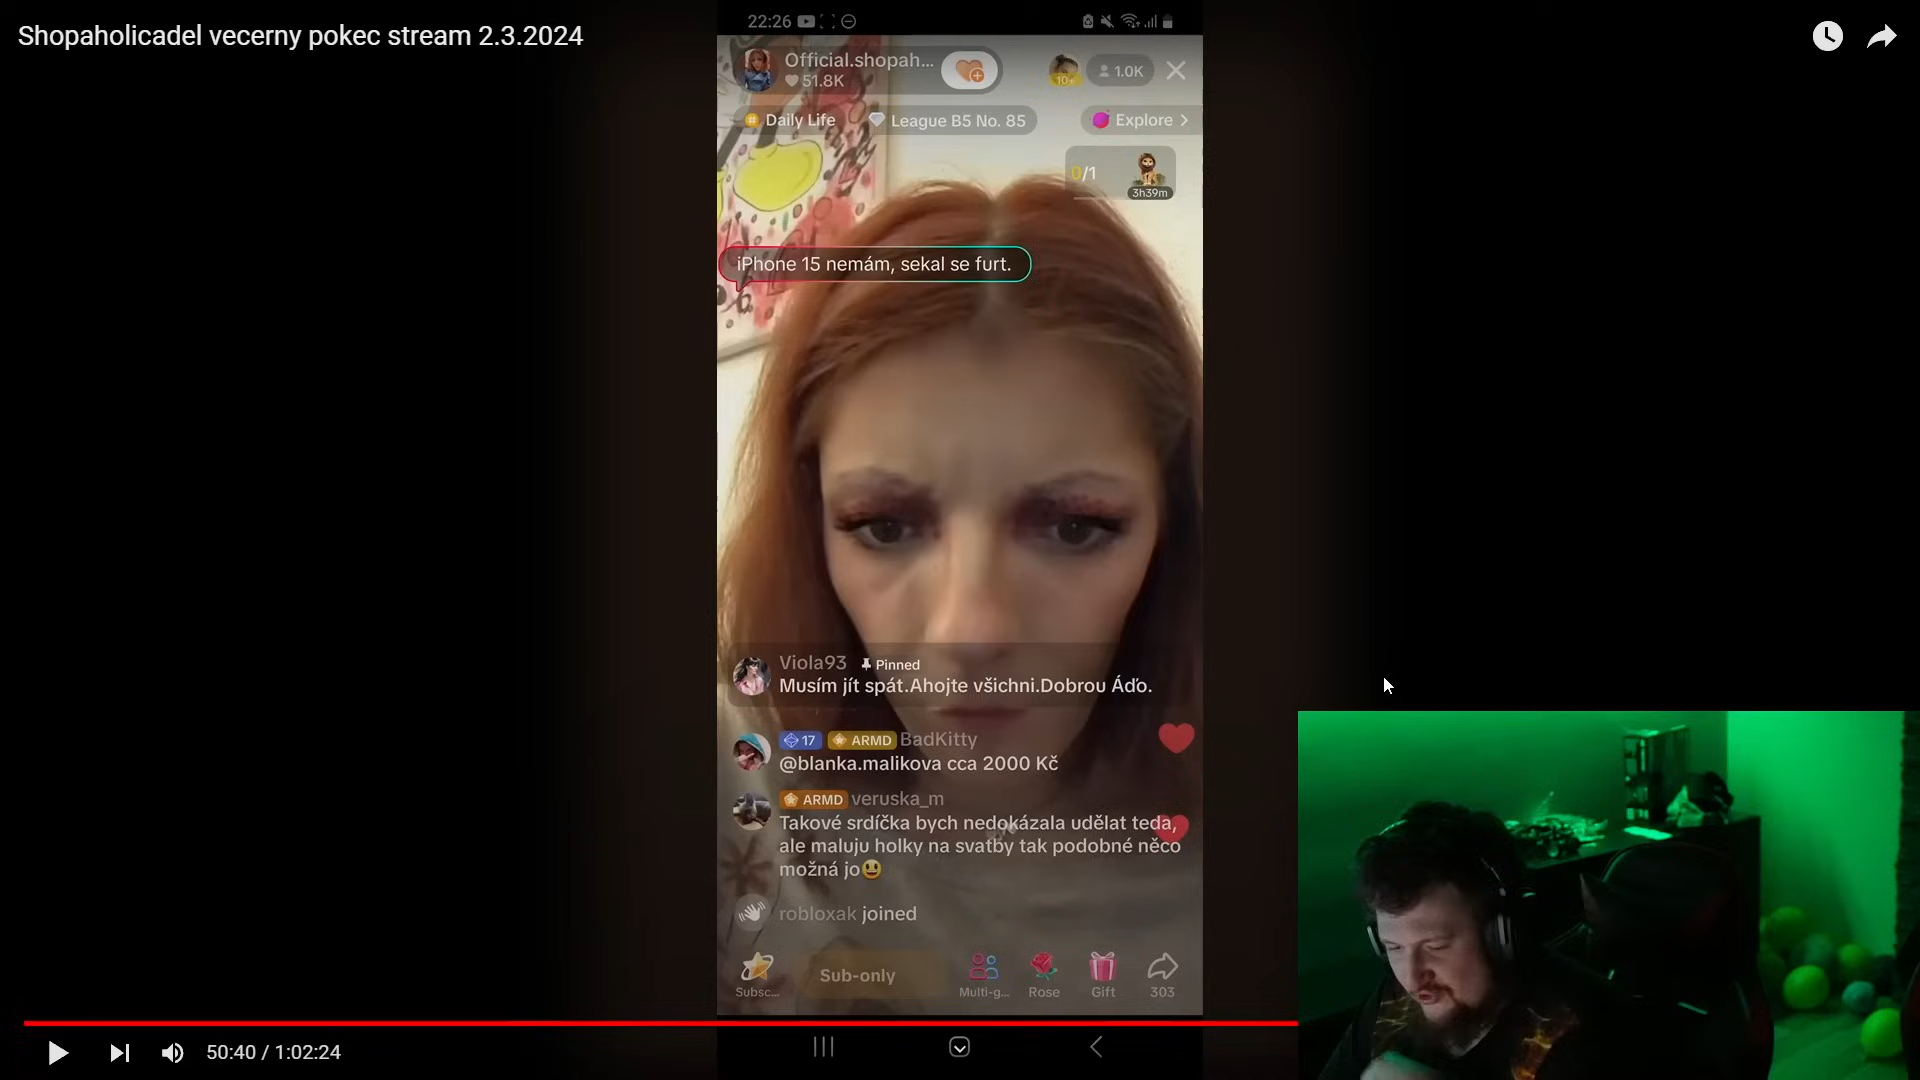 Shopaholicadel vecerny pokec stream 2.3.2024
22:26
Official.shopah...
51.8K
10+
1.0K
Daily Life
League B5 No. 85
Explore
0/1
3h39m
iPhone 15 nemám, sekal se furt.
Viola93 Pinned
Musím jít spát.Ahojte všichni.Dobrou Áďo.
17 ARMD BadKitty
@blanka.malikova cca 2000 Kč
ARMD veruska_m
Takové srdíčka bych nedokázala udělat teda,
ale maluju holky na svatby tak podobné něco
možná jo😃
robloxak joined
Subsc...
Sub-only
Multi-g...
Rose
Gift
303
50:40 / 1:02:24